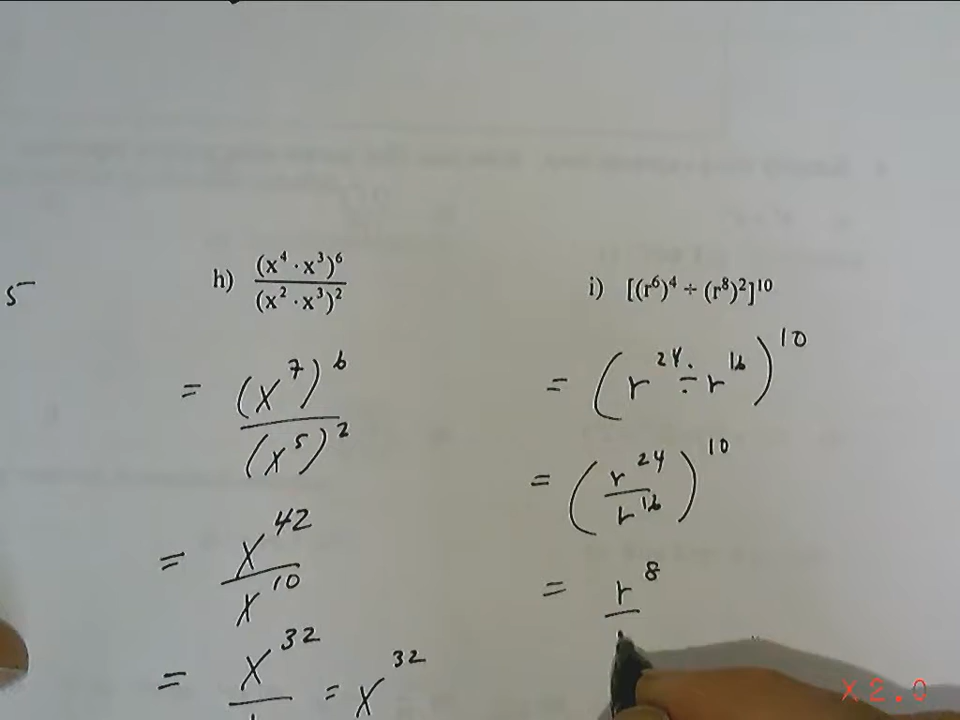 5
h) (x⁴ · x³)⁶
(x² · x³)²
= (x⁷)⁶
(x⁵)²
= x⁴²
x¹⁰
= x³²
= x³²
i) [(r⁶)⁴ ÷ (r⁸)²]¹⁰
= (r²⁴ ÷ r¹⁶)¹⁰
= (r²⁴
r¹⁶)¹⁰
= r⁸
X2.0